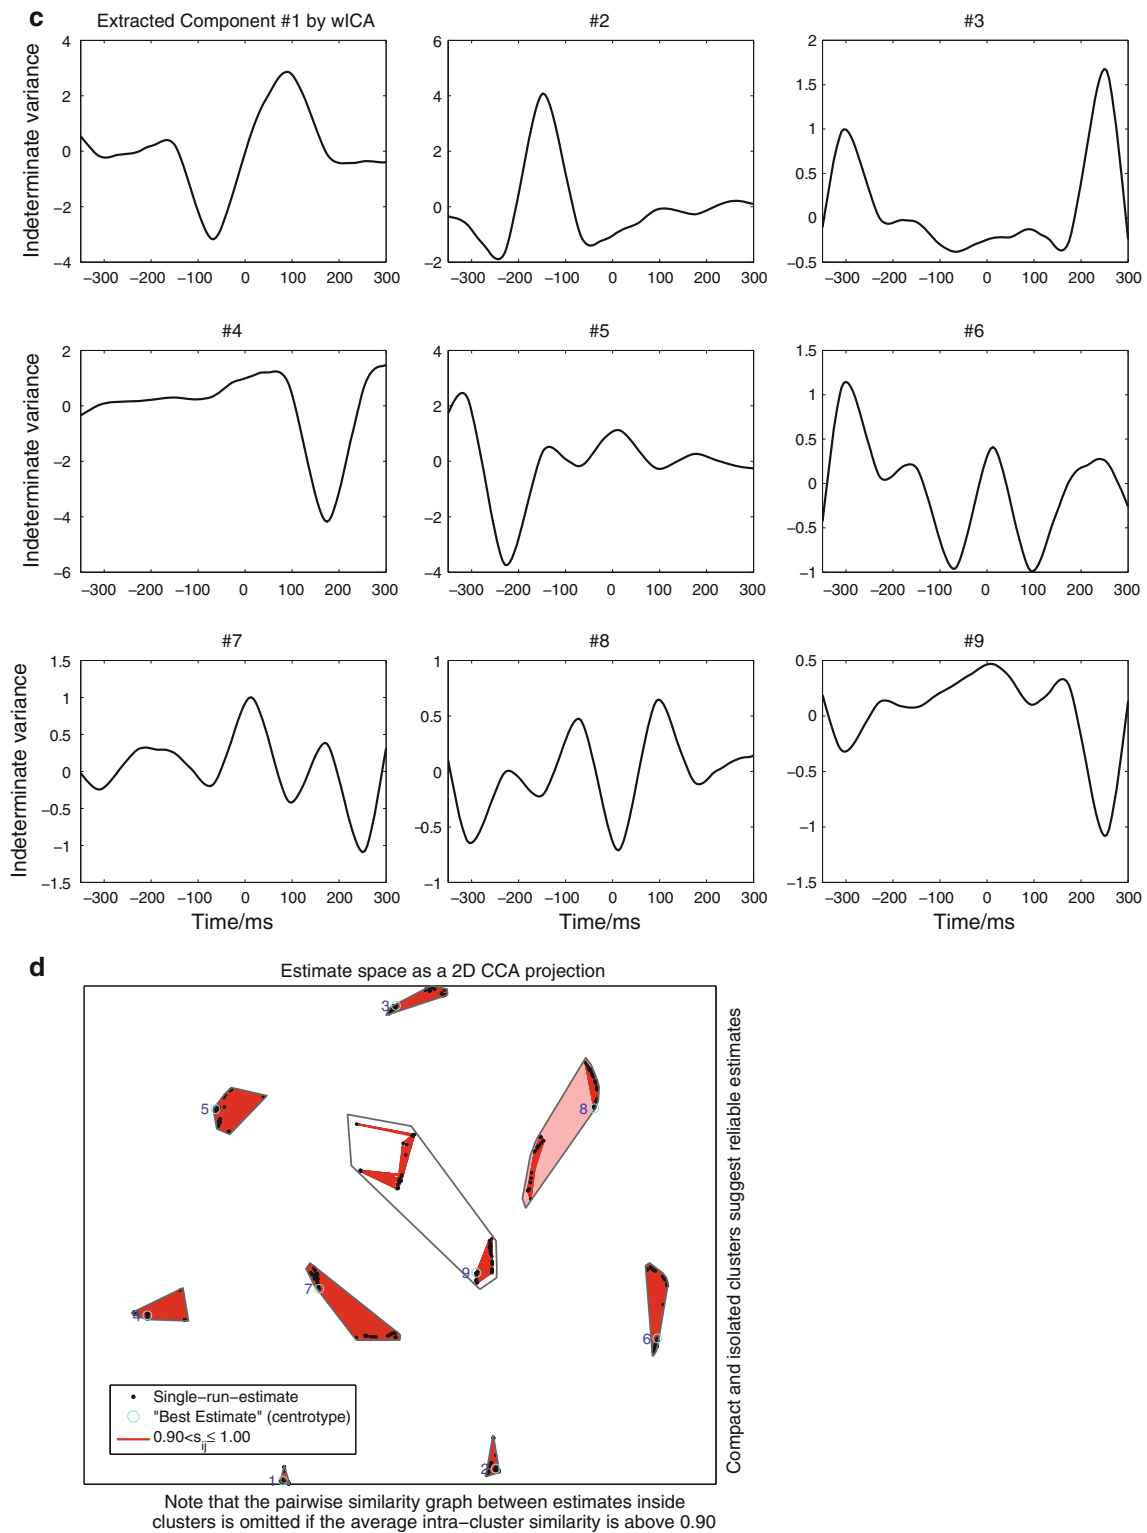 c
Extracted Component #1 by wICA
#2
#3
Indeterminate variance
4
2
0
−2
−4
−300 −200 −100 0 100 200 300
6
4
2
0
−2
−300 −200 −100 0 100 200 300
2
1.5
1
0.5
0
−0.5
−300 −200 −100 0 100 200 300
#4
#5
#6
Indeterminate variance
2
0
−2
−4
−6
−300 −200 −100 0 100 200 300
4
2
0
−2
−4
−300 −200 −100 0 100 200 300
1.5
1
0.5
0
−0.5
−1
−300 −200 −100 0 100 200 300
#7
#8
#9
Indeterminate variance
1.5
1
0.5
0
−0.5
−1
−1.5
−300 −200 −100 0 100 200 300
Time/ms
1
0.5
0
−0.5
−1
−300 −200 −100 0 100 200 300
Time/ms
0.5
0
−0.5
−1
−1.5
−300 −200 −100 0 100 200 300
Time/ms
d
Estimate space as a 2D CCA projection
3
5
8
9
7
4
6
2
1
Single−run−estimate
"Best Estimate" (centrotype)
0.90<s_ij≤ 1.00
Compact and isolated clusters suggest reliable estimates
Note that the pairwise similarity graph between estimates inside
clusters is omitted if the average intra−cluster similarity is above 0.90